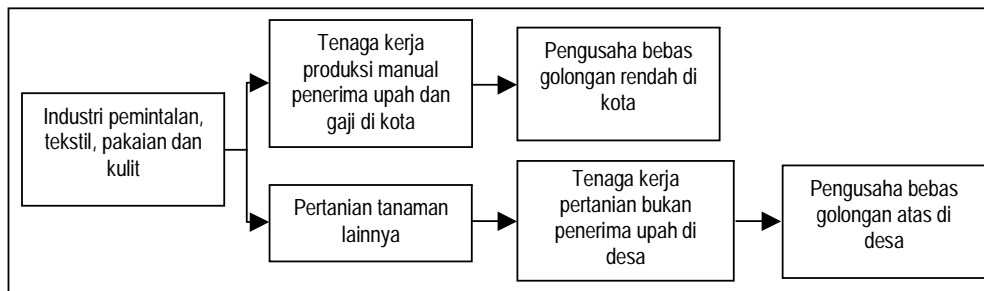 Industri pemintalan,
tekstil, pakaian dan
kulit
Tenaga kerja
produksi manual
penerima upah dan
gaji di kota
Pengusaha bebas
golongan rendah di
kota
Pertanian tanaman
lainnya
Tenaga kerja
pertanian bukan
penerima upah di
desa
Pengusaha bebas
golongan atas di
desa